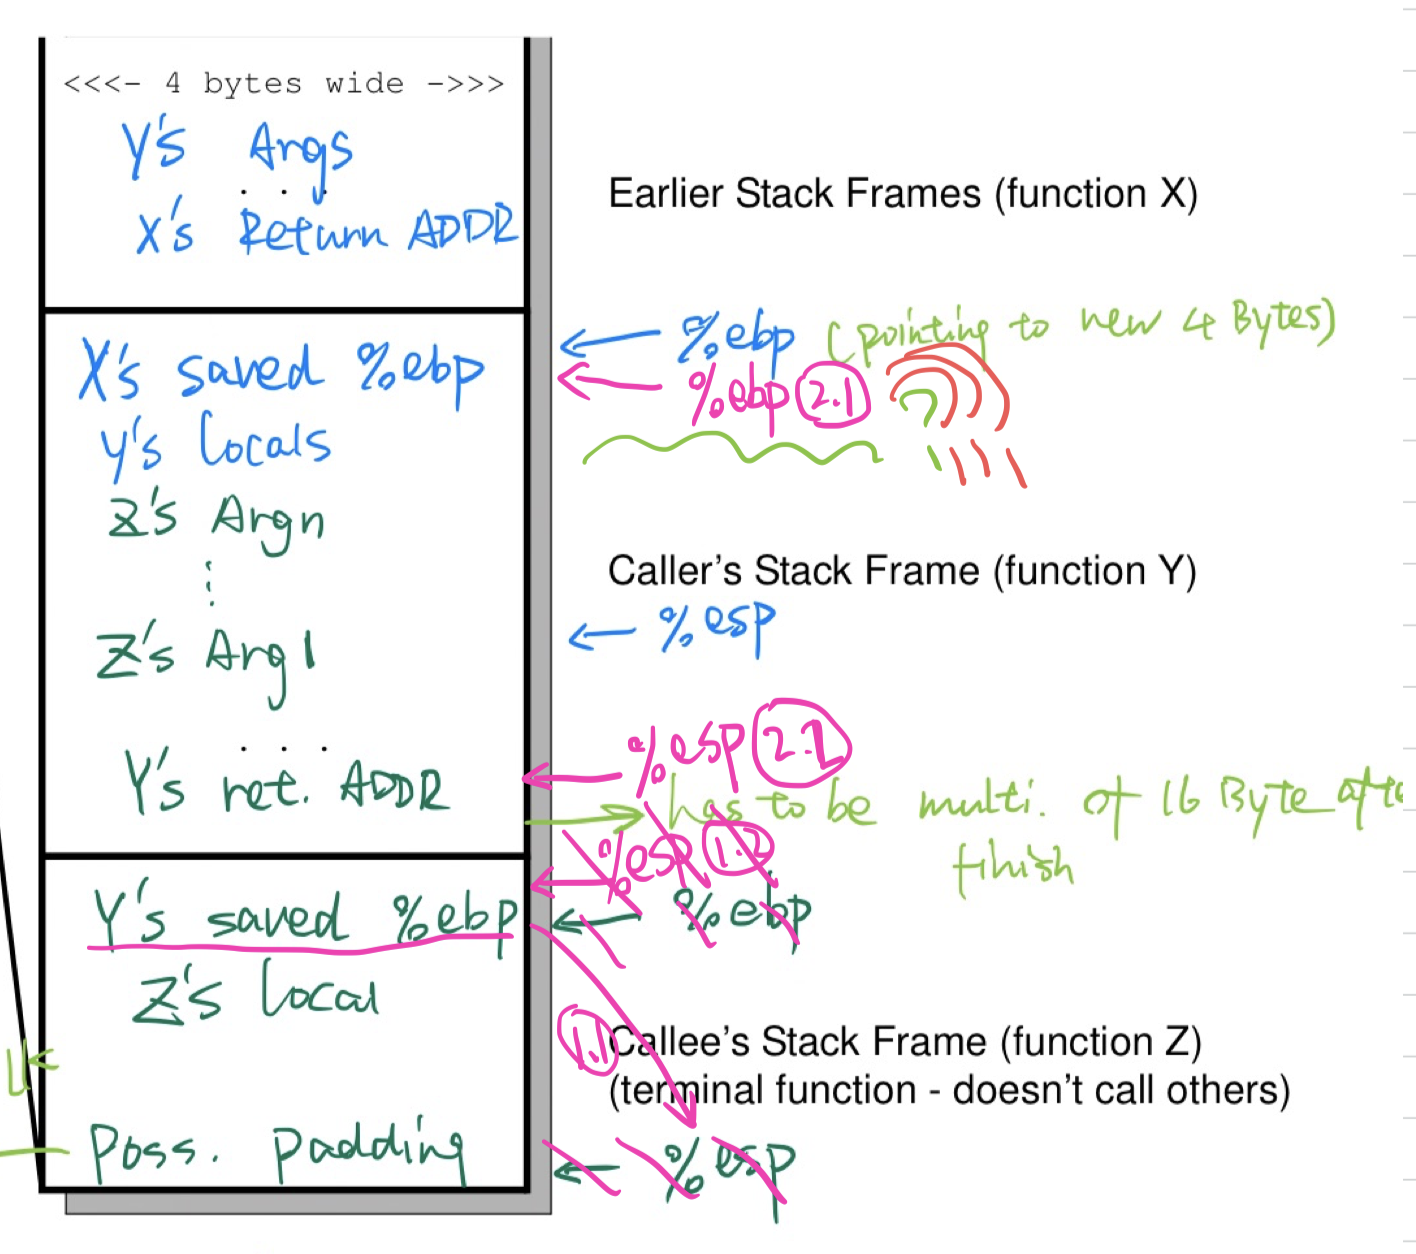 <<<- 4 bytes wide ->>>
Y's Args
. . .
X's Return ADDR
Earlier Stack Frames (function X)
X's saved %ebp
%ebp (pointing to new 4 Bytes)
%ebp 2.1
Y's locals
Z's Argn
⋮
Caller's Stack Frame (function Y)
%esp
Z's Arg1
. . .
%esp 2.2
Y's ret. ADDR
has to be multi. of 16 Byte afte
finish
%esp 1.2
Y's saved %ebp
%ebp
Z's local
1.1
Callee's Stack Frame (function Z)
(terminal function - doesn't call others)
Poss. padding
%esp